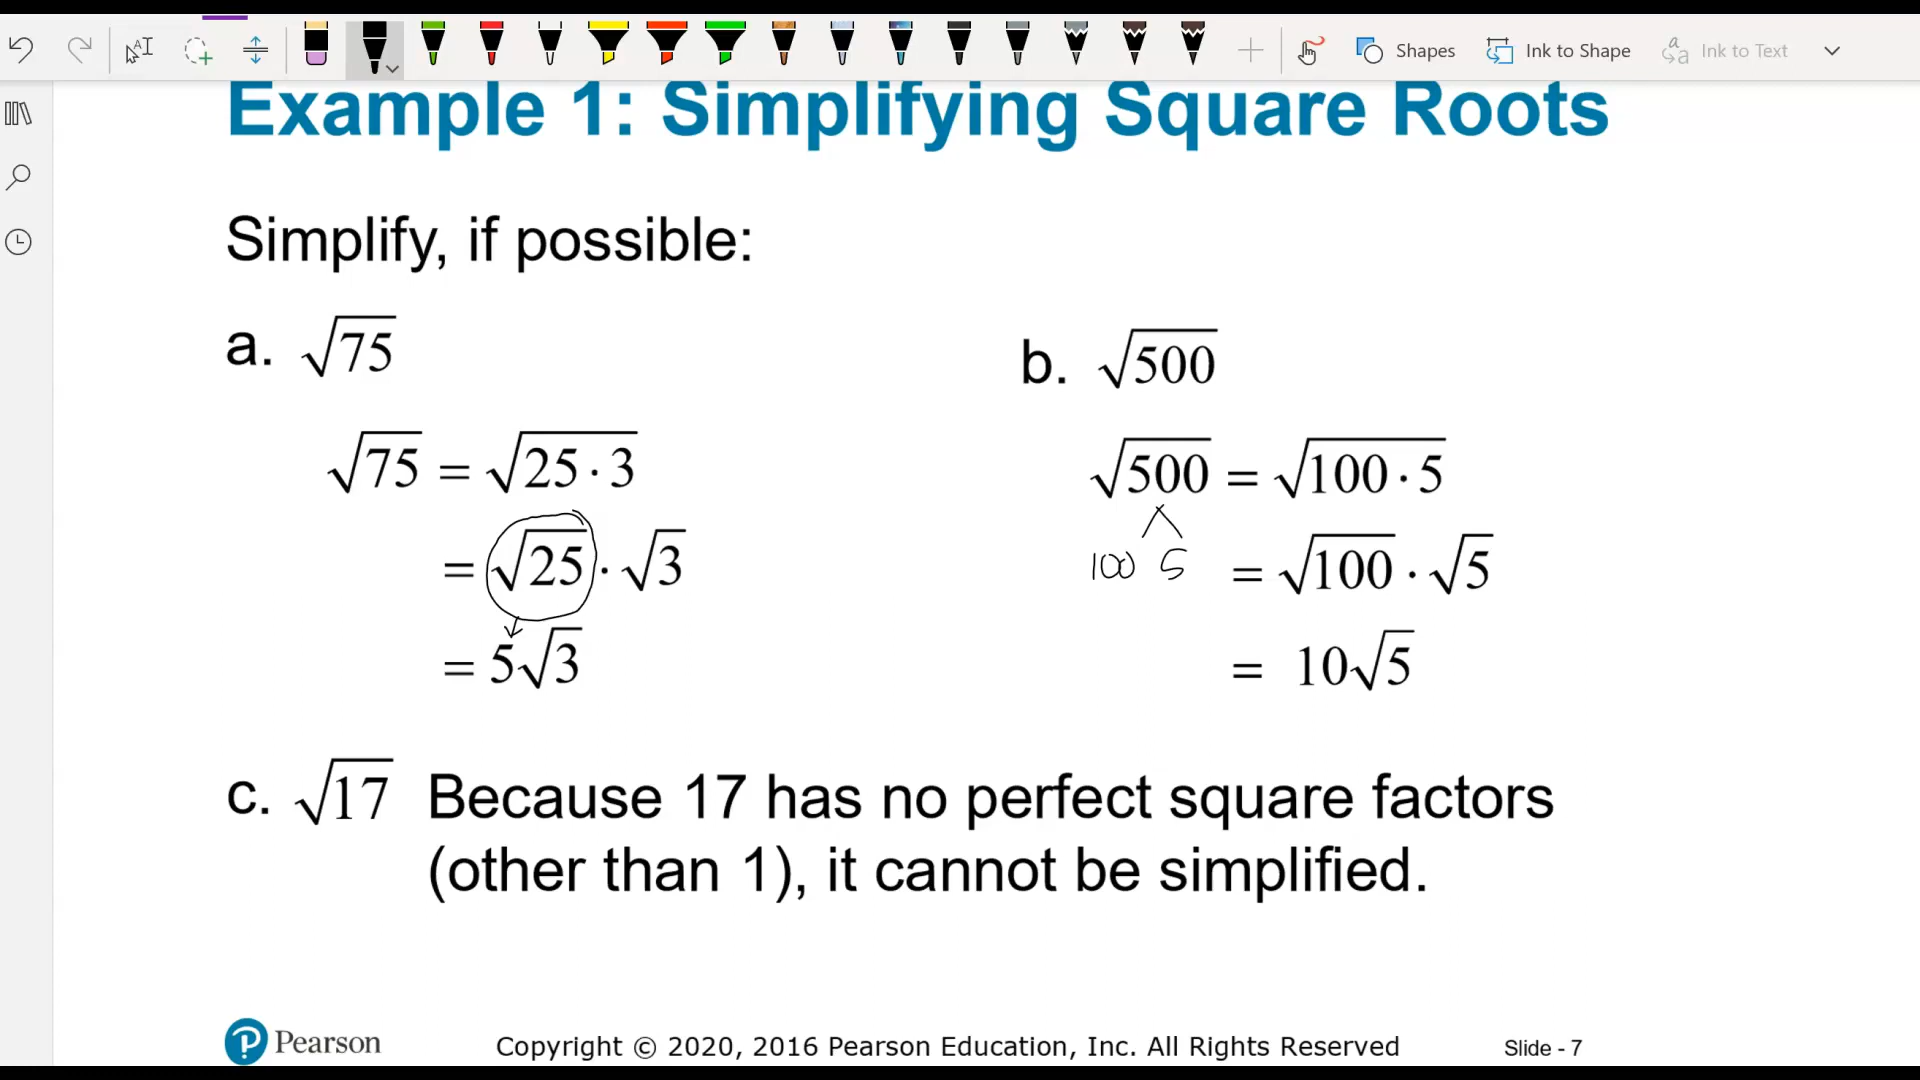 Shapes
Ink to Shape
Ink to Text
Example 1: Simplifying Square Roots
Simplify, if possible:
a. √75
√75 = √25 · 3
= √25 · √3
= 5√3
b. √500
√500 = √100 · 5
100 5
= √100 · √5
= 10√5
c. √17 Because 17 has no perfect square factors
(other than 1), it cannot be simplified.
Pearson
Copyright © 2020, 2016 Pearson Education, Inc. All Rights Reserved
Slide - 7